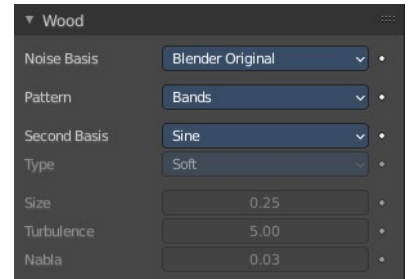 Wood
Noise Basis Blender Original
Pattern Bands
Second Basis Sine
Type Soft
Size 0.25
Turbulence 5.00
Nabla 0.03